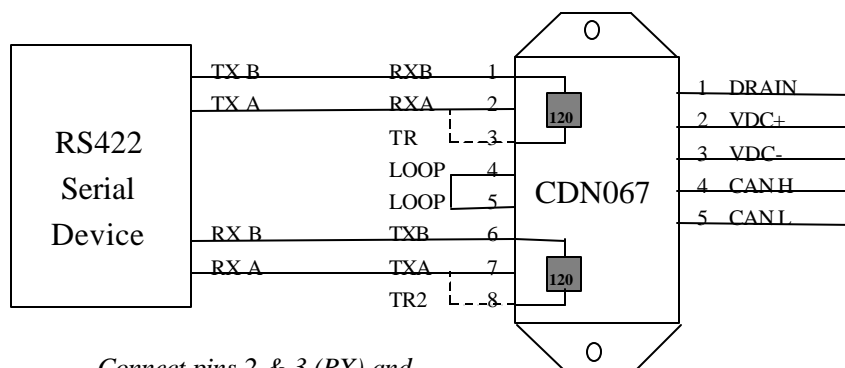 TX B RXB 1
TX A RXA 2
TR 3
LOOP 4
LOOP 5
RX B TXB 6
RX A TXA 7
TR2 8
RS422
Serial
Device
120
120
CDN067
1 DRAIN
2 VDC+
3 VDC-
4 CAN H
5 CAN L
Connect pins 2 & 3 (RX) and